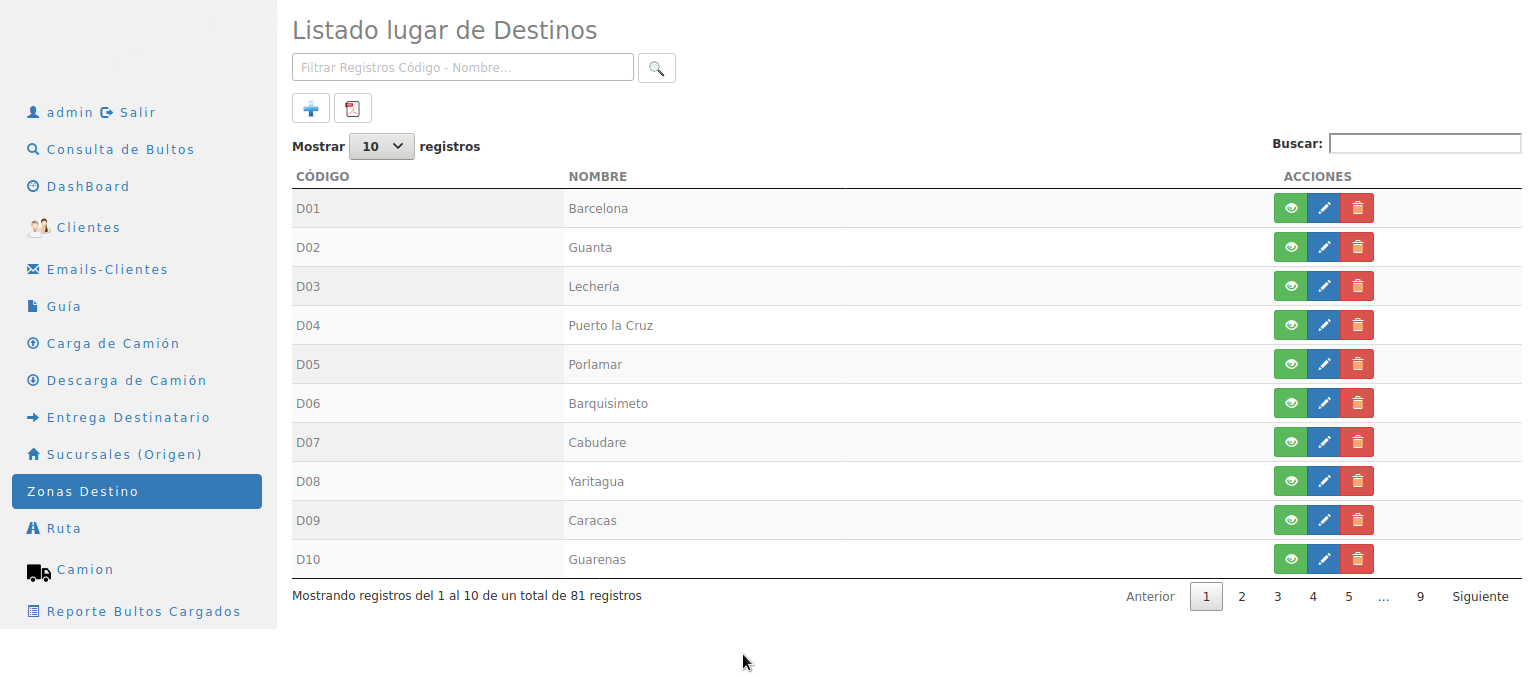 admin Salir
Consulta de Bultos
DashBoard
Clientes
Emails-Clientes
Guía
Carga de Camión
Descarga de Camión
Entrega Destinatario
Sucursales (Origen)
Zonas Destino
Ruta
Camion
Reporte Bultos Cargados
Listado lugar de Destinos
Filtrar Registros Código - Nombre...
Mostrar 10 registros
Buscar:
CÓDIGO NOMBRE ACCIONES
D01 Barcelona
D02 Guanta
D03 Lechería
D04 Puerto la Cruz
D05 Porlamar
D06 Barquisimeto
D07 Cabudare
D08 Yaritagua
D09 Caracas
D10 Guarenas
Mostrando registros del 1 al 10 de un total de 81 registros
Anterior 1 2 3 4 5 ... 9 Siguiente